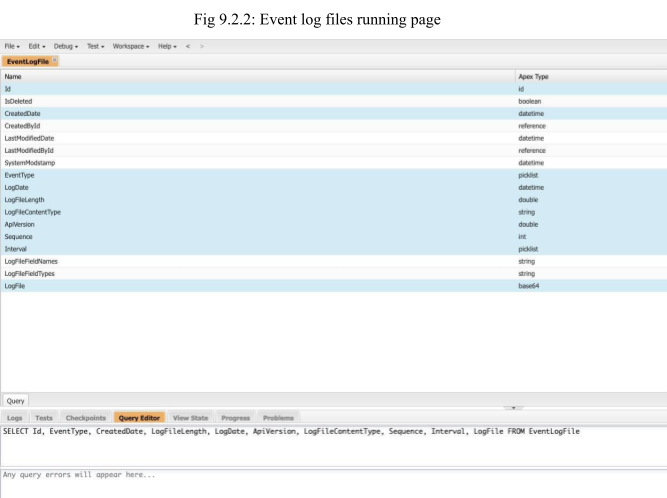 Fig 9.2.2: Event log files running page
File Edit Debug Test Workspace Help < >
EventLogFile
Name Apex Type
Id id
IsDeleted boolean
CreatedDate datetime
CreatedById reference
LastModifiedDate datetime
LastModifiedById reference
SystemModstamp datetime
EventType picklist
LogDate datetime
LogFileLength double
LogFileContentType string
ApiVersion double
Sequence int
Interval picklist
LogFileFieldNames string
LogFileFieldTypes string
LogFile base64
Query
Logs Tests Checkpoints Query Editor View State Progress Problems
SELECT Id, EventType, CreatedDate, LogFileLength, LogDate, ApiVersion, LogFileContentType, Sequence, Interval, LogFile FROM EventLogFile
Any query errors will appear here...